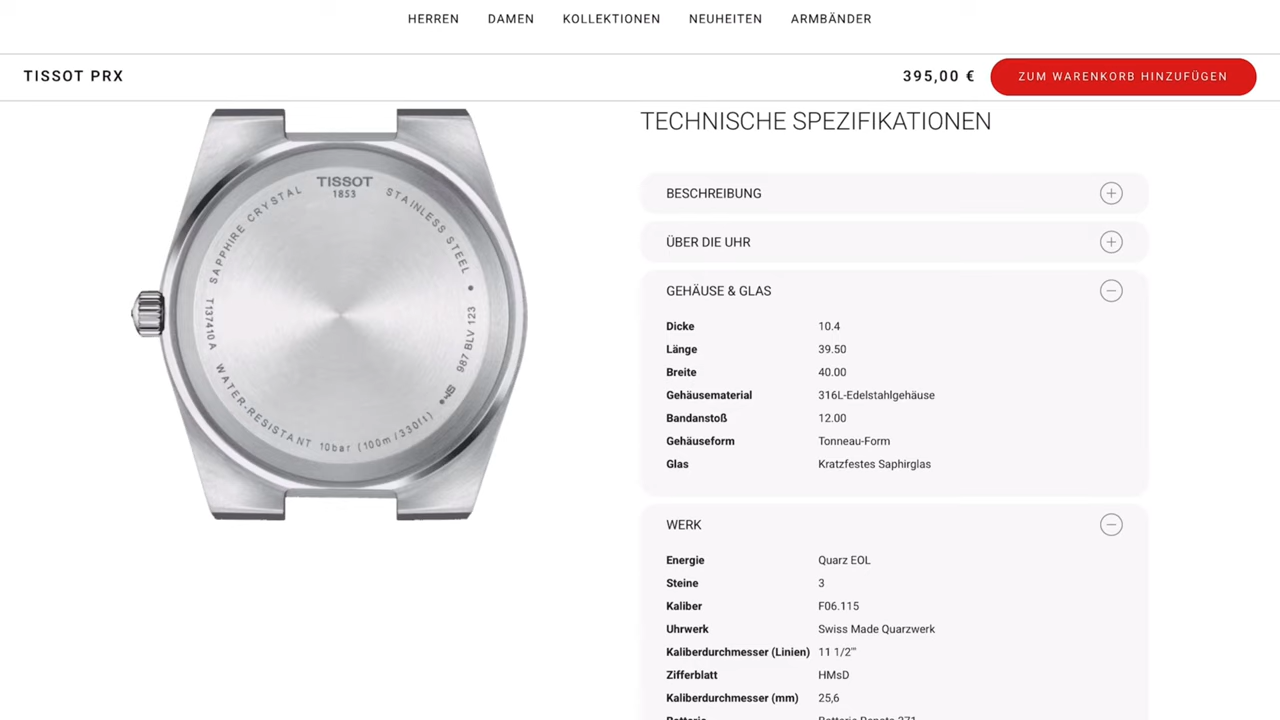 HERREN DAMEN KOLLEKTIONEN NEUHEITEN ARMBÄNDER
TISSOT PRX 395,00 € ZUM WARENKORB HINZUFÜGEN
TISSOT
1853
SAPPHIRE CRYSTAL
STAINLESS STEEL
T137410 A
987 BLV 123
WATER-RESISTANT 10bar (100m/330ft)
TECHNISCHE SPEZIFIKATIONEN
BESCHREIBUNG
ÜBER DIE UHR
GEHÄUSE & GLAS
Dicke 10.4
Länge 39.50
Breite 40.00
Gehäusematerial 316L-Edelstahlgehäuse
Bandanstoß 12.00
Gehäuseform Tonneau-Form
Glas Kratzfestes Saphirglas
WERK
Energie Quarz EOL
Steine 3
Kaliber F06.115
Uhrwerk Swiss Made Quarzwerk
Kaliberdurchmesser (Linien) 11 1/2'''
Zifferblatt HMsD
Kaliberdurchmesser (mm) 25,6